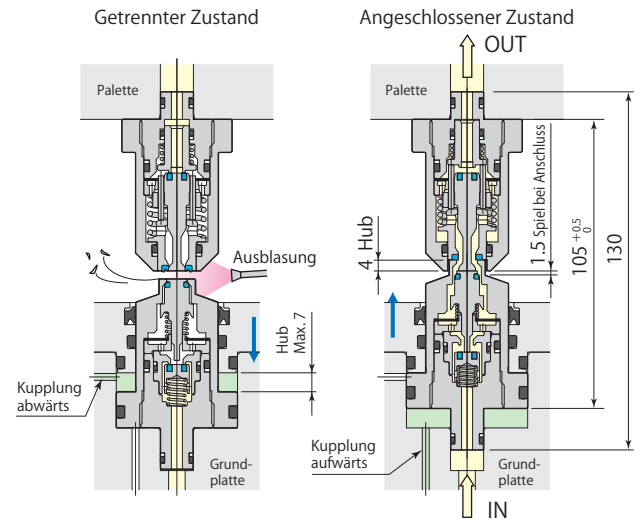 Getrennter Zustand
Angeschlossener Zustand
OUT
Palette
Palette
Ausblasung
Hub
Max. 7
Kupplung
abwärts
Grund-
platte
4 Hub
1.5 Spiel bei Anschluss
105 +0.5 0
130
Kupplung
aufwärts
Grund-
platte
IN